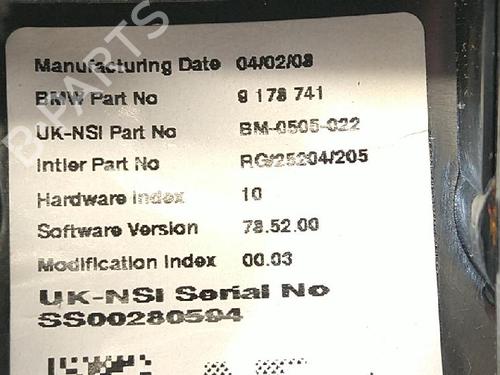 Manufacturing Date 04/02/08
BMW Part No 9 178 741
UK-NSI Part No BM-0505-022
Intier Part No RG/25204/205
Hardware Index 10
Software Version 78.52.00
Modification Index 00.03
UK-NSI Serial No
SS00280594
B-PARTS